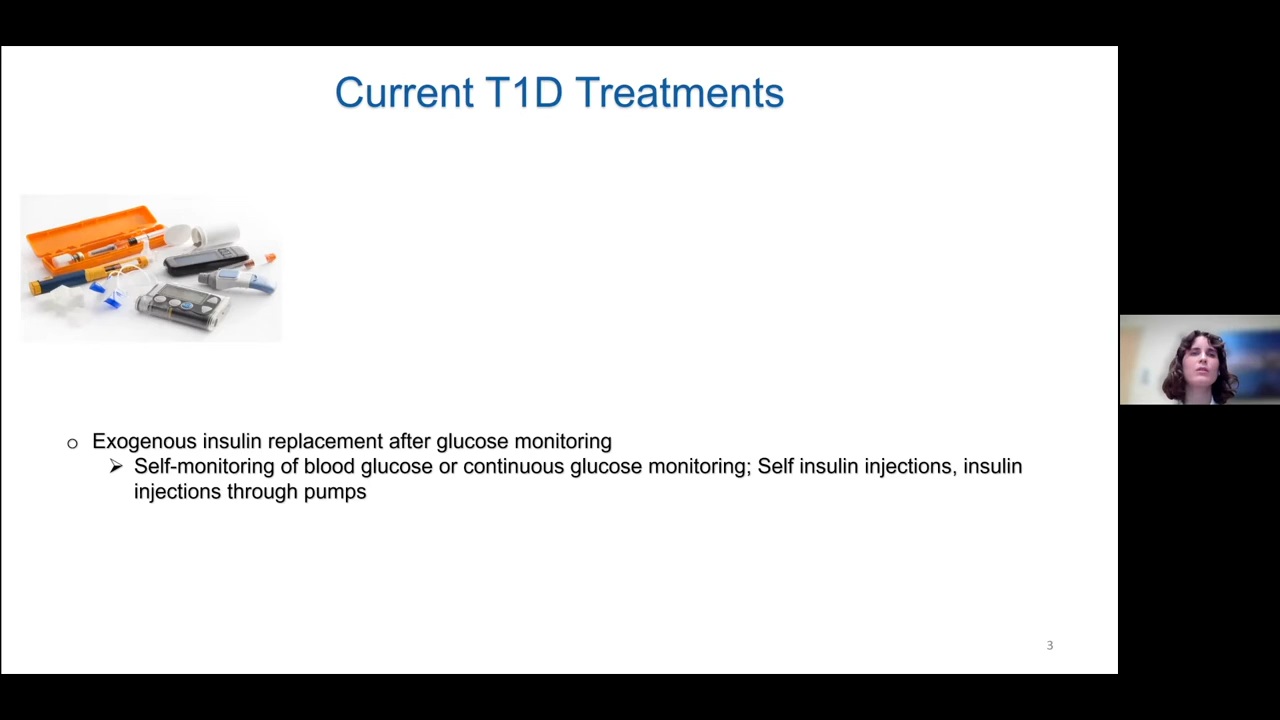 Current T1D Treatments
o Exogenous insulin replacement after glucose monitoring
➢ Self-monitoring of blood glucose or continuous glucose monitoring; Self insulin injections, insulin
injections through pumps
3